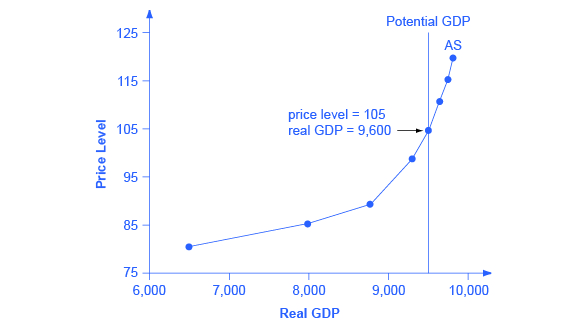 Potential GDP
AS
125
115
105
95
85
75
Price Level
price level = 105
real GDP = 9,600
6,000
7,000
8,000
9,000
10,000
Real GDP